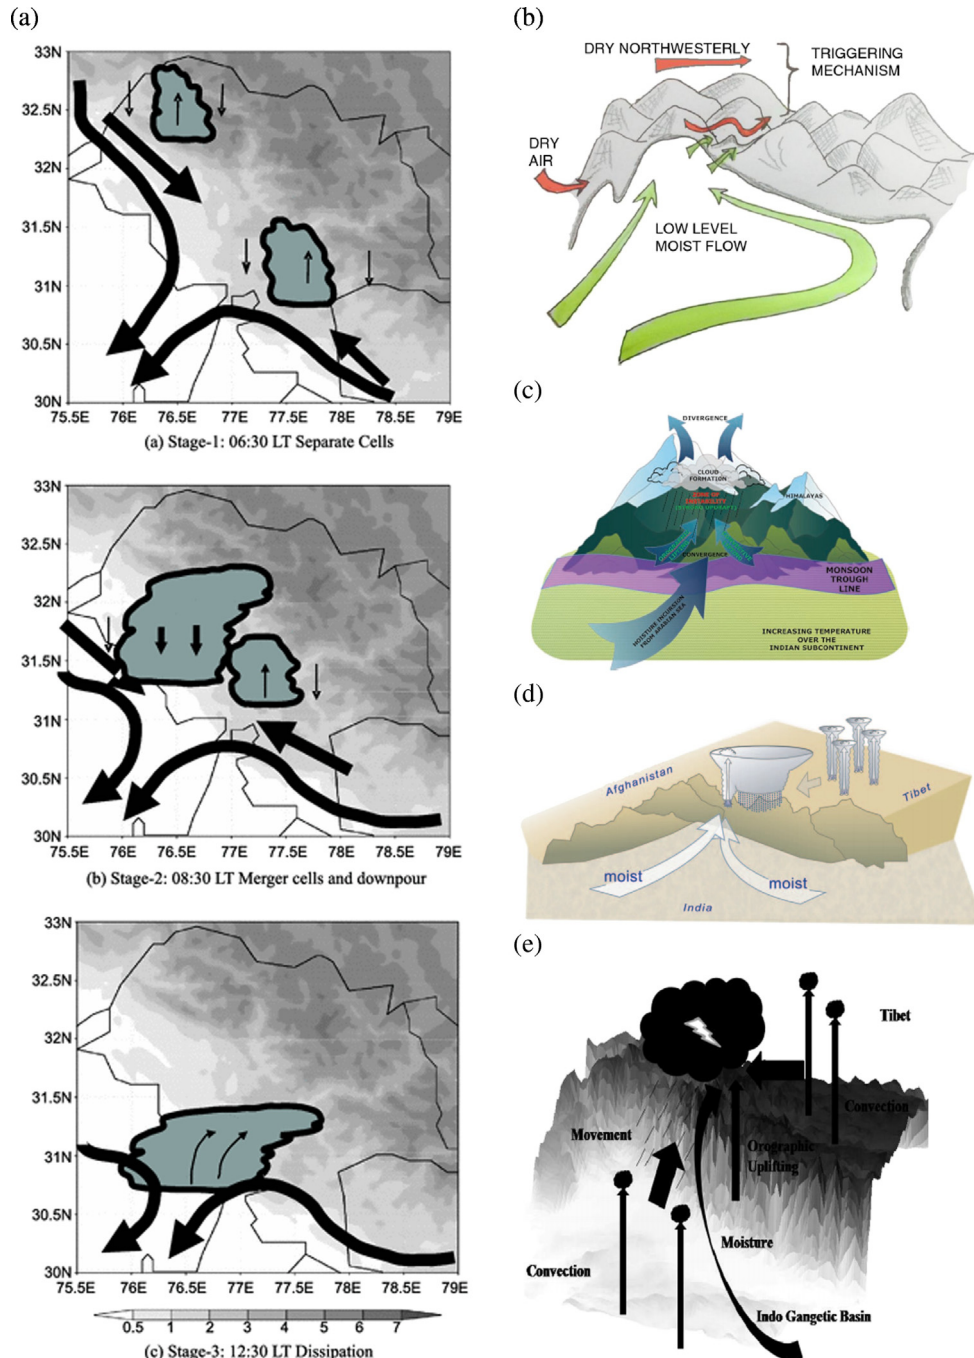 (a)
33N
32.5N
32N
31.5N
31N
30.5N
30N
75.5E 76E 76.5E 77E 77.5E 78E 78.5E 79E
(a) Stage-1: 06:30 LT Separate Cells
33N
32.5N
32N
31.5N
31N
30.5N
30N
75.5E 76E 76.5E 77E 77.5E 78E 78.5E 79E
(b) Stage-2: 08:30 LT Merger cells and downpour
33N
32.5N
32N
31.5N
31N
30.5N
30N
75.5E 76E 76.5E 77E 77.5E 78E 78.5E 79E
0.5 1 2 3 4 5 6 7
(c) Stage-3: 12:30 LT Dissipation
(b)
DRY NORTHWESTERLY
TRIGGERING
MECHANISM
DRY
AIR
LOW LEVEL
MOIST FLOW
(c)
DIVERGENCE
CLOUD
FORMATION
HIMALAYAS
CONVERGENCE
MONSOON
TROUGH
LINE
MOISTURE INCURSION
FROM ARABIAN SEA
INCREASING TEMPERATURE
OVER THE
INDIAN SUBCONTINENT
(d)
Afghanistan
Tibet
moist
moist
India
(e)
Tibet
Convection
Movement
Orographic
Uplifting
Moisture
Convection
Indo Gangetic Basin